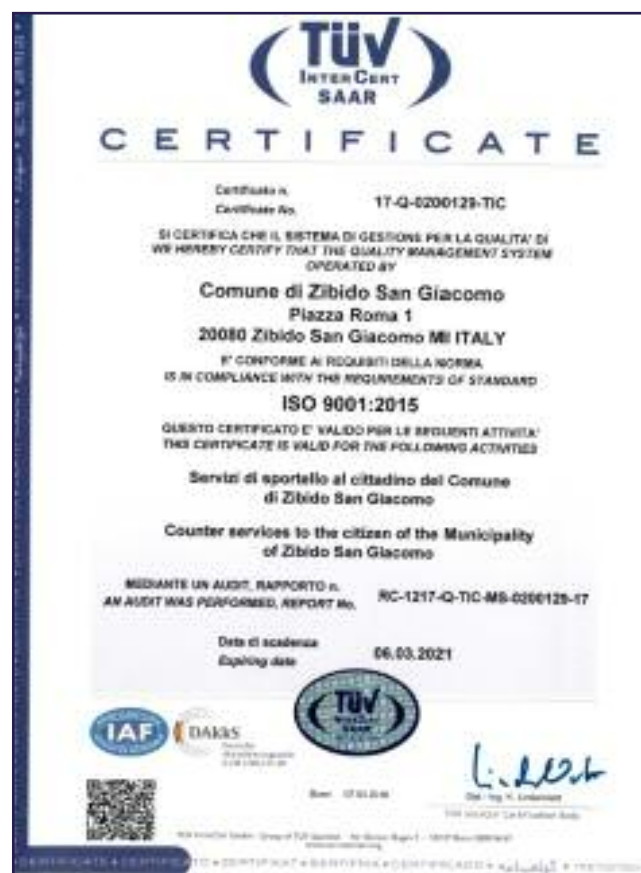 TÜV
INTERCERT
SAAR
CERTIFICATE
Certificato n.
Certificate No.
17-Q-0200129-TIC
SI CERTIFICA CHE IL SISTEMA DI GESTIONE PER LA QUALITA' DI
WE HEREBY CERTIFY THAT THE QUALITY MANAGEMENT SYSTEM
OPERATED BY
Comune di Zibido San Giacomo
Piazza Roma 1
20080 Zibido San Giacomo MI ITALY
E' CONFORME AI REQUISITI DELLA NORMA
IS IN COMPLIANCE WITH THE REQUIREMENTS OF STANDARD
ISO 9001:2015
QUESTO CERTIFICATO E' VALIDO PER LE SEGUENTI ATTIVITA'
THIS CERTIFICATE IS VALID FOR THE FOLLOWING ACTIVITIES
Servizi di sportello al cittadino del Comune
di Zibido San Giacomo
Counter services to the citizen of the Municipality
of Zibido San Giacomo
MEDIANTE UN AUDIT, RAPPORTO n.
AN AUDIT WAS PERFORMED, REPORT No.
RC-1217-Q-TIC-MS-0200129-17
Data di scadenza
Expiring date
06.03.2021
TÜV
INTERCERT
SAAR
IAF
DAkkS